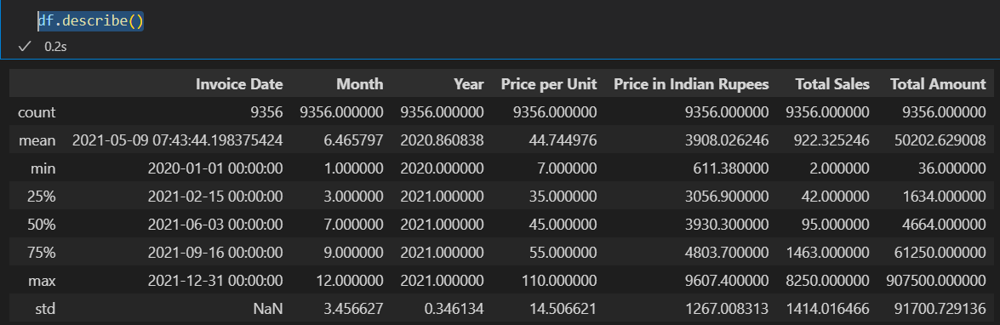 df.describe()
✓ 0.2s
Invoice Date Month Year Price per Unit Price in Indian Rupees Total Sales Total Amount
count 9356 9356.000000 9356.000000 9356.000000 9356.000000 9356.000000 9356.000000
mean 2021-05-09 07:43:44.198375424 6.465797 2020.860838 44.744976 3908.026246 922.325246 50202.629008
min 2020-01-01 00:00:00 1.000000 2020.000000 7.000000 611.380000 2.000000 36.000000
25% 2021-02-15 00:00:00 3.000000 2021.000000 35.000000 3056.900000 42.000000 1634.000000
50% 2021-06-03 00:00:00 7.000000 2021.000000 45.000000 3930.300000 95.000000 4664.000000
75% 2021-09-16 00:00:00 9.000000 2021.000000 55.000000 4803.700000 1463.000000 61250.000000
max 2021-12-31 00:00:00 12.000000 2021.000000 110.000000 9607.400000 8250.000000 907500.000000
std NaN 3.456627 0.346134 14.506621 1267.008313 1414.016466 91700.729136